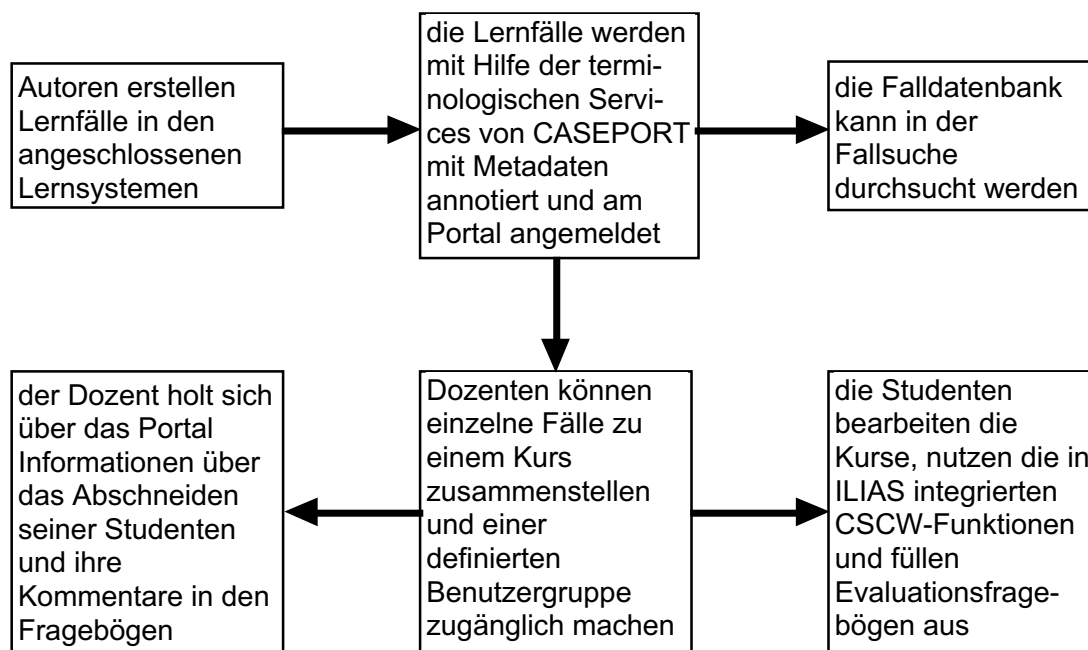 Autoren erstellen
Lernfälle in den
angeschlossenen
Lernsystemen
die Lernfälle werden
mit Hilfe der termi-
nologischen Servi-
ces von CASEPORT
mit Metadaten
annotiert und am
Portal angemeldet
die Falldatenbank
kann in der
Fallsuche
durchsucht werden
der Dozent holt sich
über das Portal
Informationen über
das Abschneiden
seiner Studenten
und ihre
Kommentare in den
Fragebögen
Dozenten können
einzelne Fälle zu
einem Kurs
zusammenstellen
und einer
definierten
Benutzergruppe
zugänglich machen
die Studenten
bearbeiten die
Kurse, nutzen die in
ILIAS integrierten
CSCW-Funktionen
und füllen
Evaluationsfrage-
bögen aus